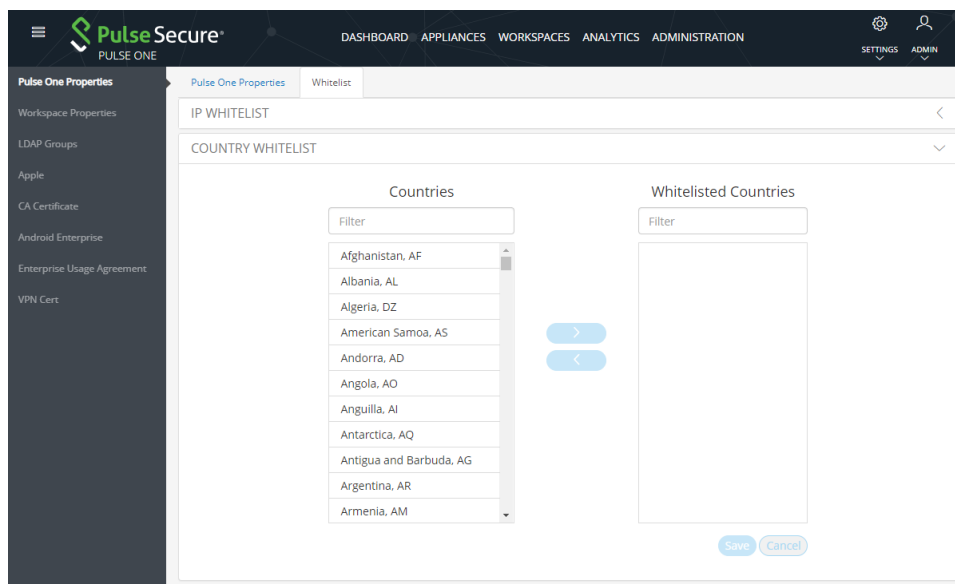 Pulse Secure®
PULSE ONE
DASHBOARD APPLIANCES WORKSPACES ANALYTICS ADMINISTRATION
SETTINGS ADMIN
Pulse One Properties
Workspace Properties
LDAP Groups
Apple
CA Certificate
Android Enterprise
Enterprise Usage Agreement
VPN Cert
Pulse One Properties Whitelist
IP WHITELIST
COUNTRY WHITELIST
Countries
Filter
Afghanistan, AF
Albania, AL
Algeria, DZ
American Samoa, AS
Andorra, AD
Angola, AO
Anguilla, AI
Antarctica, AQ
Antigua and Barbuda, AG
Argentina, AR
Armenia, AM
Whitelisted Countries
Filter
Save Cancel